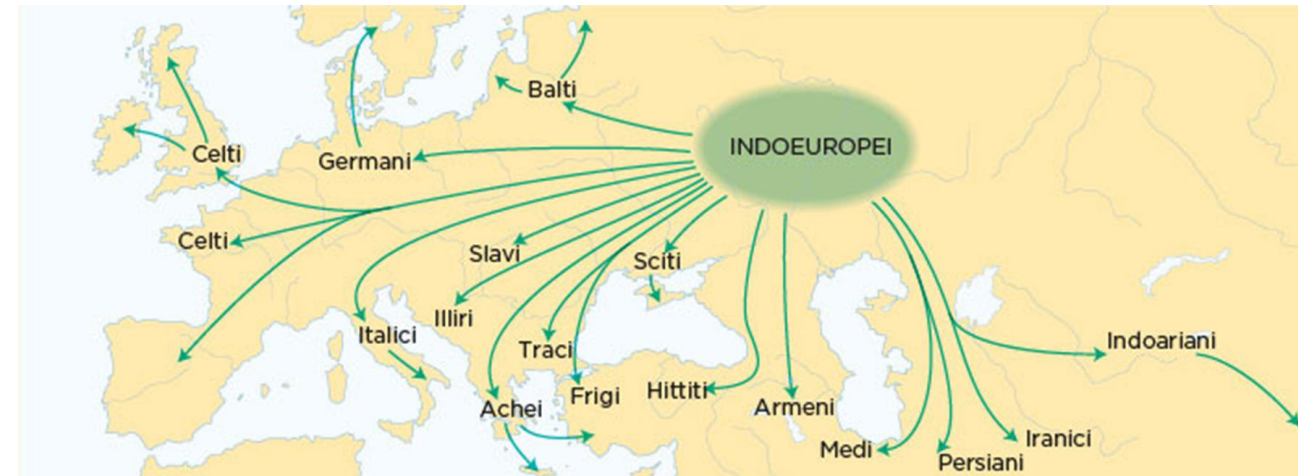 Balti
INDOEUROPEI
Celti
Germani
Celti
Slavi
Sciti
Illiri
Italici
Traci
Indoariani
Frigi
Hittiti
Achei
Armeni
Medi
Iranici
Persiani